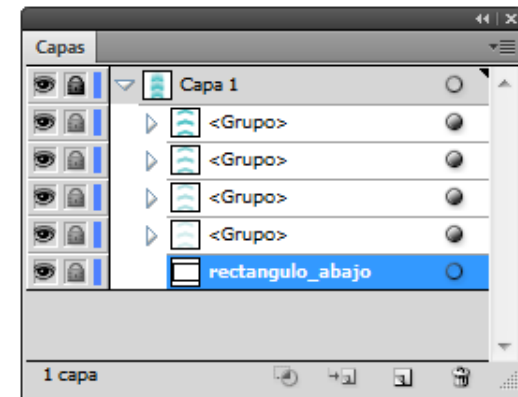 Capas
Capa 1
<Grupo>
<Grupo>
<Grupo>
<Grupo>
rectangulo_abajo
1 capa